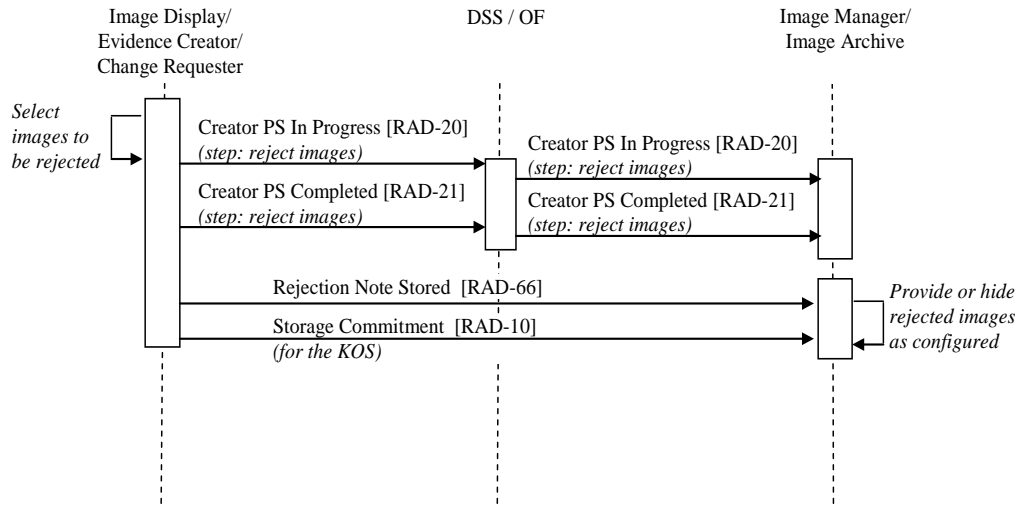 Image Display/
Evidence Creator/
Change Requester
DSS / OF
Image Manager/
Image Archive
Select
images to
be rejected
Creator PS In Progress [RAD-20]
(step: reject images)
Creator PS In Progress [RAD-20]
(step: reject images)
Creator PS Completed [RAD-21]
(step: reject images)
Creator PS Completed [RAD-21]
(step: reject images)
Rejection Note Stored [RAD-66]
Storage Commitment [RAD-10]
(for the KOS)
Provide or hide
rejected images
as configured